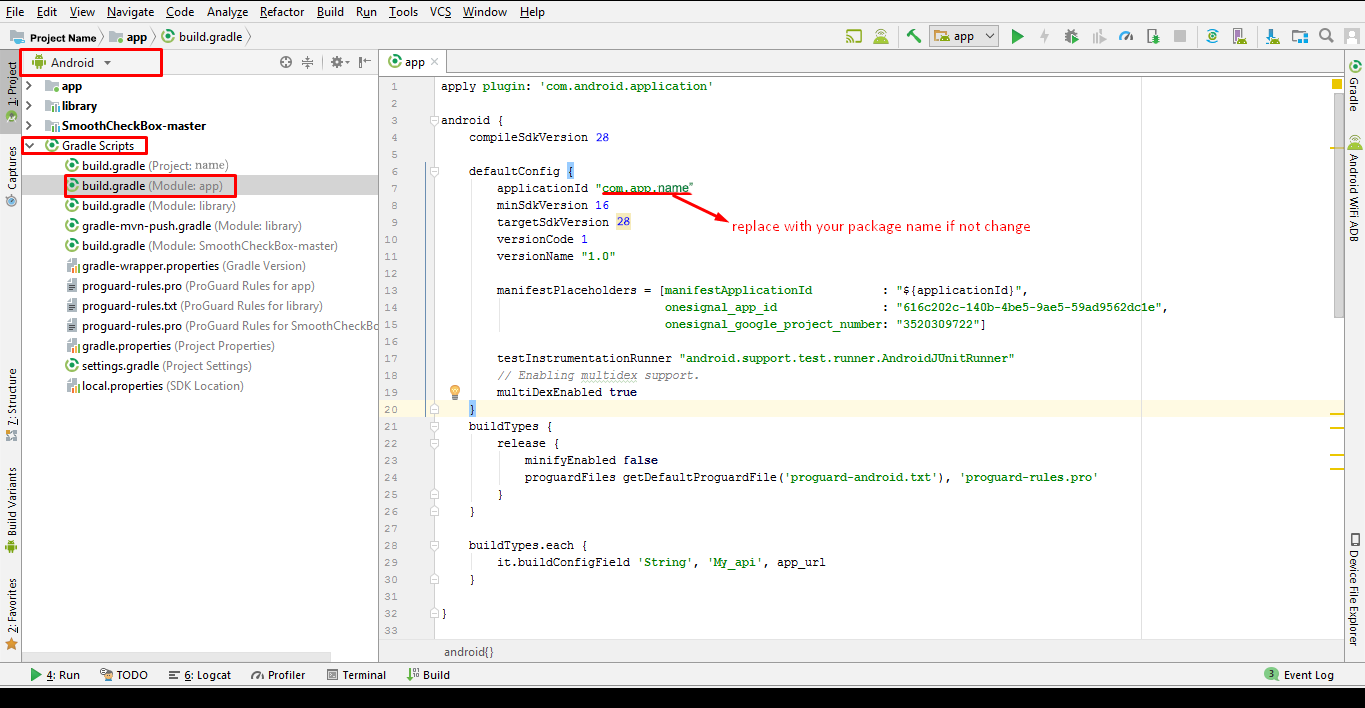 File Edit View Navigate Code Analyze Refactor Build Run Tools VCS Window Help
Project Name app build.gradle app
1: Project
Captures
7: Structure
Build Variants
2: Favorites
Android
app
library
SmoothCheckBox-master
Gradle Scripts
build.gradle (Project: name)
build.gradle (Module: app)
build.gradle (Module: library)
gradle-mvn-push.gradle (Module: library)
build.gradle (Module: SmoothCheckBox-master)
gradle-wrapper.properties (Gradle Version)
proguard-rules.pro (ProGuard Rules for app)
proguard-rules.txt (ProGuard Rules for library)
proguard-rules.pro (ProGuard Rules for SmoothCheckBo
gradle.properties (Project Properties)
settings.gradle (Project Settings)
local.properties (SDK Location)
app
1 apply plugin: 'com.android.application'
2
3 android {
4 compileSdkVersion 28
5
6 defaultConfig {
7 applicationId "com.app.name"
8 minSdkVersion 16
9 targetSdkVersion 28
replace with your package name if not change
10 versionCode 1
11 versionName "1.0"
12
13 manifestPlaceholders = [manifestApplicationId : "${applicationId}",
14 onesignal_app_id : "616c202c-140b-4be5-9ae5-59ad9562dc1e",
15 onesignal_google_project_number: "3520309722"]
16
17 testInstrumentationRunner "android.support.test.runner.AndroidJUnitRunner"
18 // Enabling multidex support.
19 multiDexEnabled true
20 }
21 buildTypes {
22 release {
23 minifyEnabled false
24 proguardFiles getDefaultProguardFile('proguard-android.txt'), 'proguard-rules.pro'
25 }
26 }
27
28 buildTypes.each {
29 it.buildConfigField 'String', 'My_api', app_url
30 }
31
32 }
33
android{}
Gradle
Android WiFi ADB
Device File Explorer
4: Run TODO 6: Logcat Profiler Terminal Build 3 Event Log